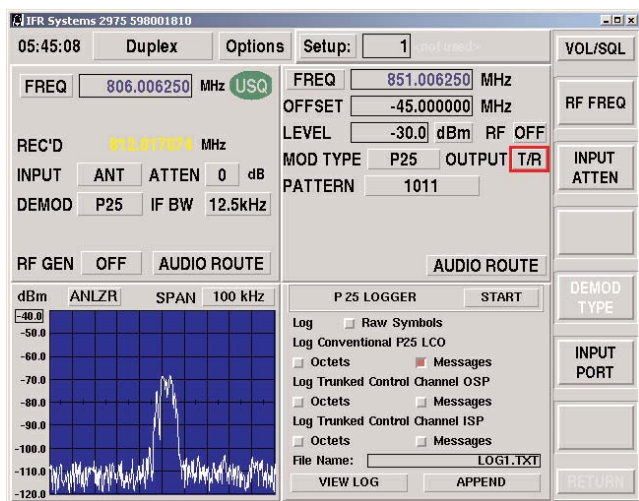 IFR Systems 2975 598001810
05:45:08 Duplex Options Setup: 1 <not used> VOL/SQL
FREQ 806.006250 MHz USQ
REC'D MHz
INPUT ANT ATTEN 0 dB
DEMOD P25 IF BW 12.5kHz
RF GEN OFF AUDIO ROUTE
FREQ 851.006250 MHz
OFFSET -45.000000 MHz
LEVEL -30.0 dBm RF OFF
MOD TYPE P25 OUTPUT T/R
PATTERN 1011
AUDIO ROUTE
RF FREQ
INPUT
ATTEN
DEMOD
TYPE
INPUT
PORT
RETURN
dBm ANLZR SPAN 100 kHz
-40.0
-50.0
-60.0
-70.0
-80.0
-90.0
-100.0
-110.0
-120.0
P 25 LOGGER START
Log Raw Symbols
Log Conventional P25 LCO
Octets Messages
Log Trunked Control Channel OSP
Octets Messages
Log Trunked Control Channel ISP
Octets Messages
File Name: LOG1.TXT
VIEW LOG APPEND